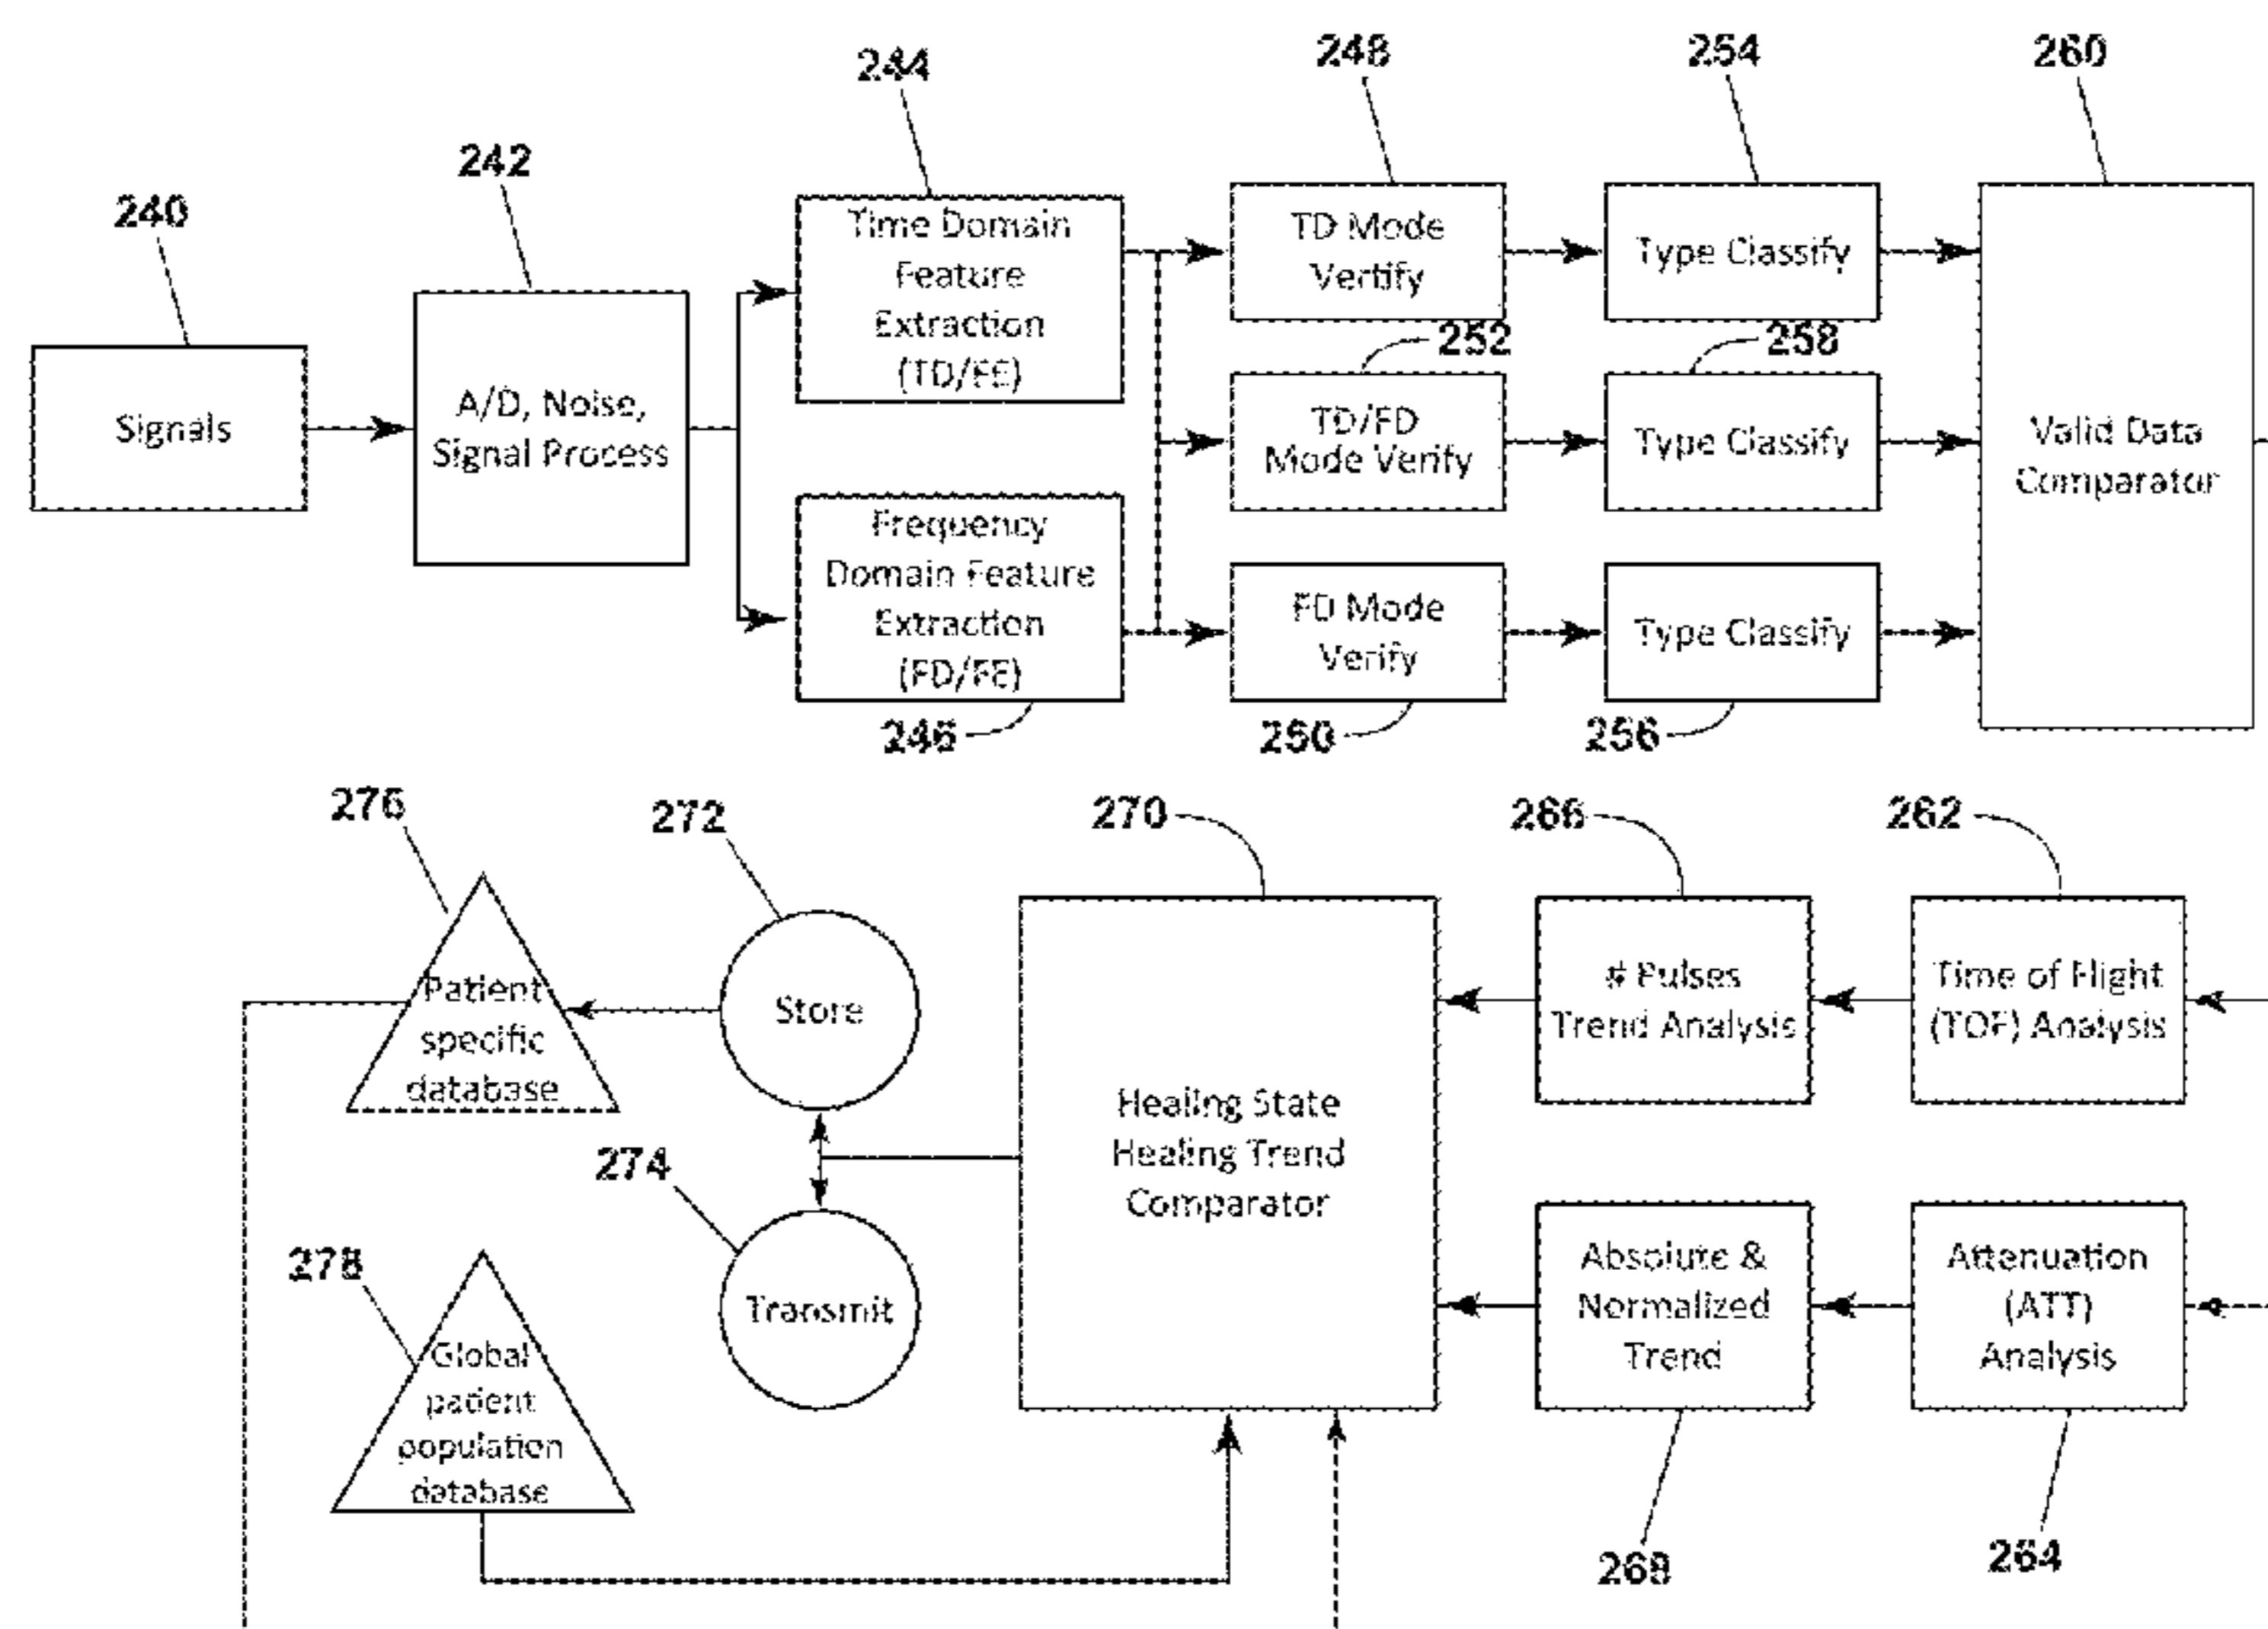 244
248
254
260
242
240
Time Domain
Feature
Extraction
(TD/FE)
TD Mode
Vertify
Type Classify
252
258
Signals
A/D, Noise,
Signal Process
TD/FD
Mode Verify
Type Classify
Valid Data
Comparator
Frequency
Domain Feature
Extraction
(FD/FE)
FD Mode
Verify
Type Classify
246
250
256
276
272
270
266
262
Patient
specific
database
Store
# Pulses
Trend Analysis
Time of Flight
(TOF) Analysis
Healing State
Healing Trend
Comparator
274
278
Transmit
Global
patient
population
database
Absolute &
Normalized
Trend
Attenuation
(ATT)
Analysis
268
264